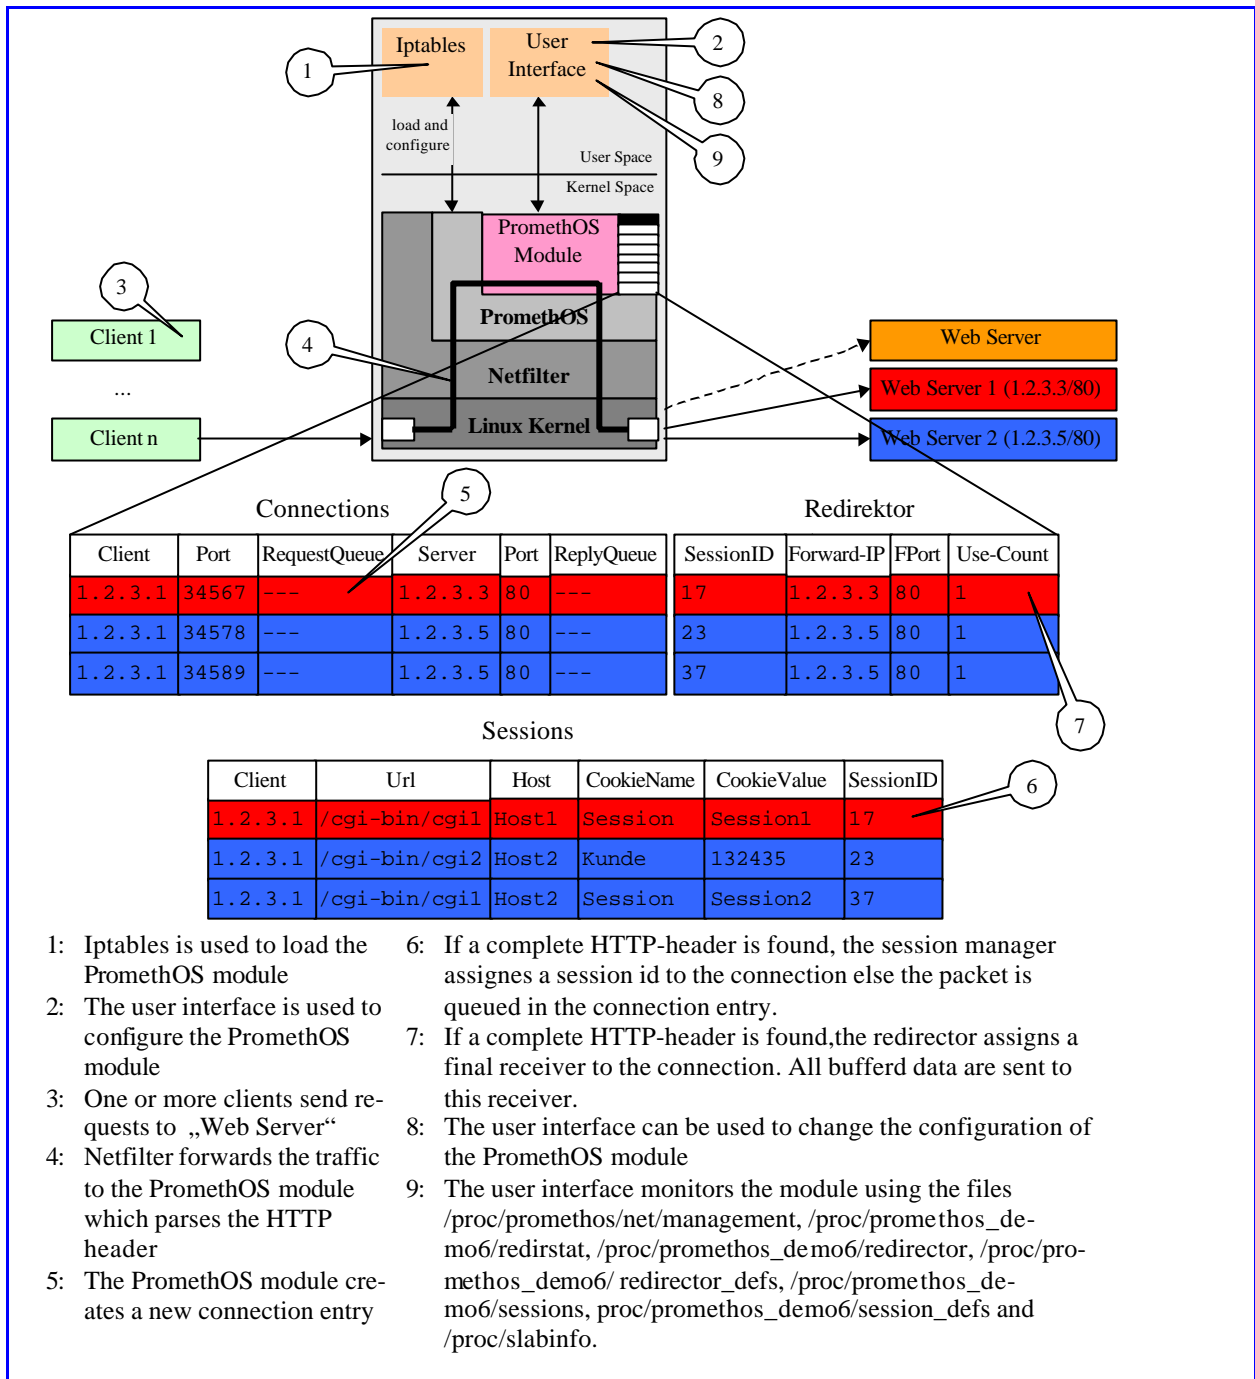 Iptables
User
Interface
1
2
8
9
load and
configure
User Space
Kernel Space
PromethOS
Module
3
Client 1
...
Client n
4
PromethOS
Netfilter
Linux Kernel
Web Server
Web Server 1 (1.2.3.3/80)
Web Server 2 (1.2.3.5/80)
5
Connections
Client Port RequestQueue Server Port ReplyQueue
1.2.3.1 34567 --- 1.2.3.3 80 ---
1.2.3.1 34578 --- 1.2.3.5 80 ---
1.2.3.1 34589 --- 1.2.3.5 80 ---
Redirektor
SessionID Forward-IP FPort Use-Count
17 1.2.3.3 80 1
23 1.2.3.5 80 1
37 1.2.3.5 80 1
7
Sessions
Client Url Host CookieName CookieValue SessionID
1.2.3.1 /cgi-bin/cgi1 Host1 Session Session1 17
1.2.3.1 /cgi-bin/cgi2 Host2 Kunde 132435 23
1.2.3.1 /cgi-bin/cgi1 Host2 Session Session2 37
6
1: Iptables is used to load the
PromethOS module
2: The user interface is used to
configure the PromethOS
module
3: One or more clients send re-
quests to „Web Server“
4: Netfilter forwards the traffic
to the PromethOS module
which parses the HTTP
header
5: The PromethOS module cre-
ates a new connection entry
6: If a complete HTTP-header is found, the session manager
assignes a session id to the connection else the packet is
queued in the connection entry.
7: If a complete HTTP-header is found,the redirector assigns a
final receiver to the connection. All bufferd data are sent to
this receiver.
8: The user interface can be used to change the configuration of
the PromethOS module
9: The user interface monitors the module using the files
/proc/promethos/net/management, /proc/promethos_de-
mo6/redirstat, /proc/promethos_demo6/redirector, /proc/pro-
methos_demo6/ redirector_defs, /proc/promethos_de-
mo6/sessions, proc/promethos_demo6/session_defs and
/proc/slabinfo.